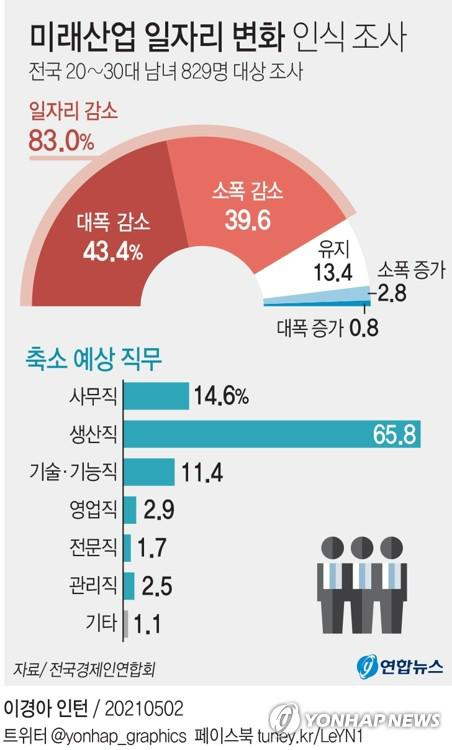 미래산업 일자리 변화 인식 조사
전국 20~30대 남녀 829명 대상 조사
일자리 감소
83.0%
대폭 감소
43.4%
소폭 감소
39.6
유지
13.4
소폭 증가
2.8
대폭 증가 0.8
축소 예상 직무
사무직 14.6%
생산직 65.8
기술·기능직 11.4
영업직 2.9
전문직 1.7
관리직 2.5
기타 1.1
자료/ 전국경제인연합회
연합뉴스
이경아 인턴 / 20210502
트위터 @yonhap_graphics 페이스북 tuney.kr/LeYN1
YONHAP NEWS